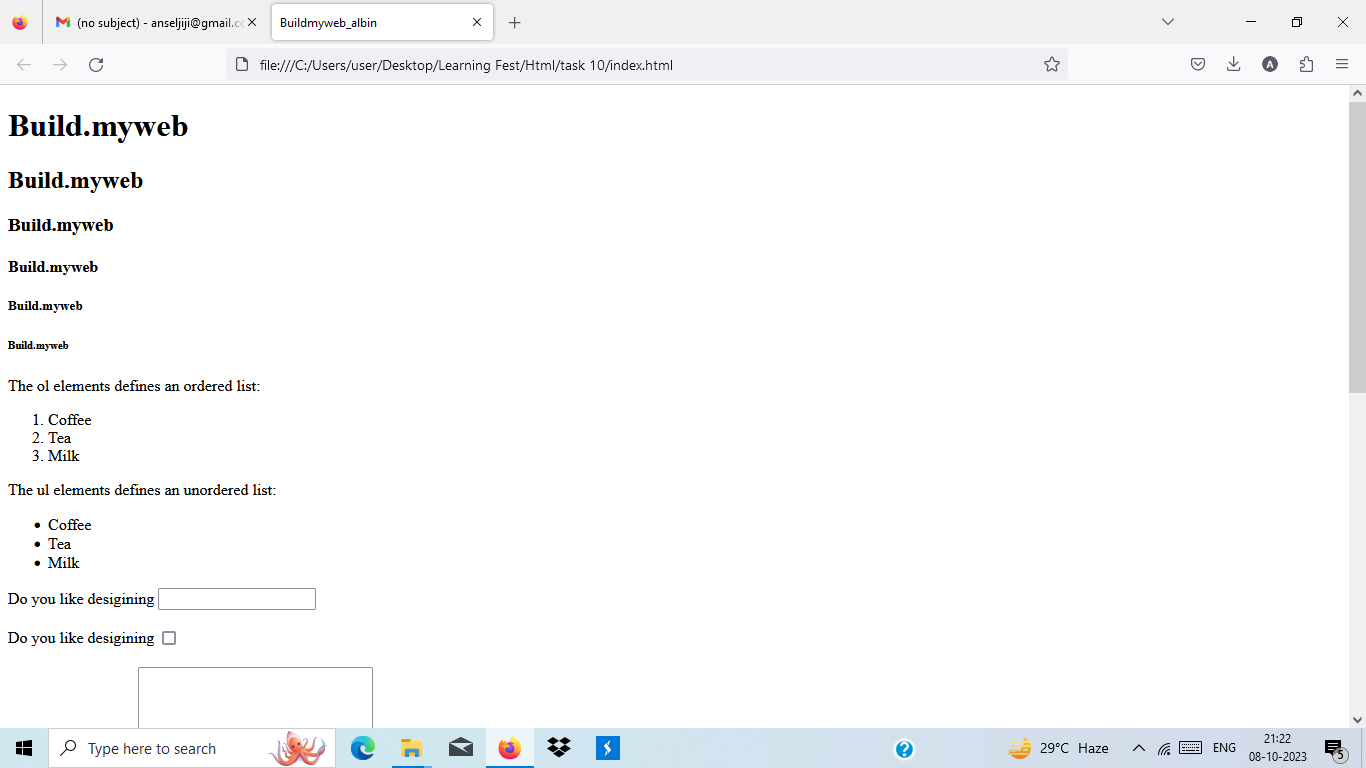 (no subject) - anseljiji@gmail.c
Buildmyweb_albin
file:///C:/Users/user/Desktop/Learning Fest/Html/task 10/index.html
A
Build.myweb
Build.myweb
Build.myweb
Build.myweb
Build.myweb
Build.myweb
The ol elements defines an ordered list:
1. Coffee
2. Tea
3. Milk
The ul elements defines an unordered list:
• Coffee
• Tea
• Milk
Do you like desigining
Do you like desigining
Type here to search
29°C Haze
ENG
21:22
08-10-2023
5